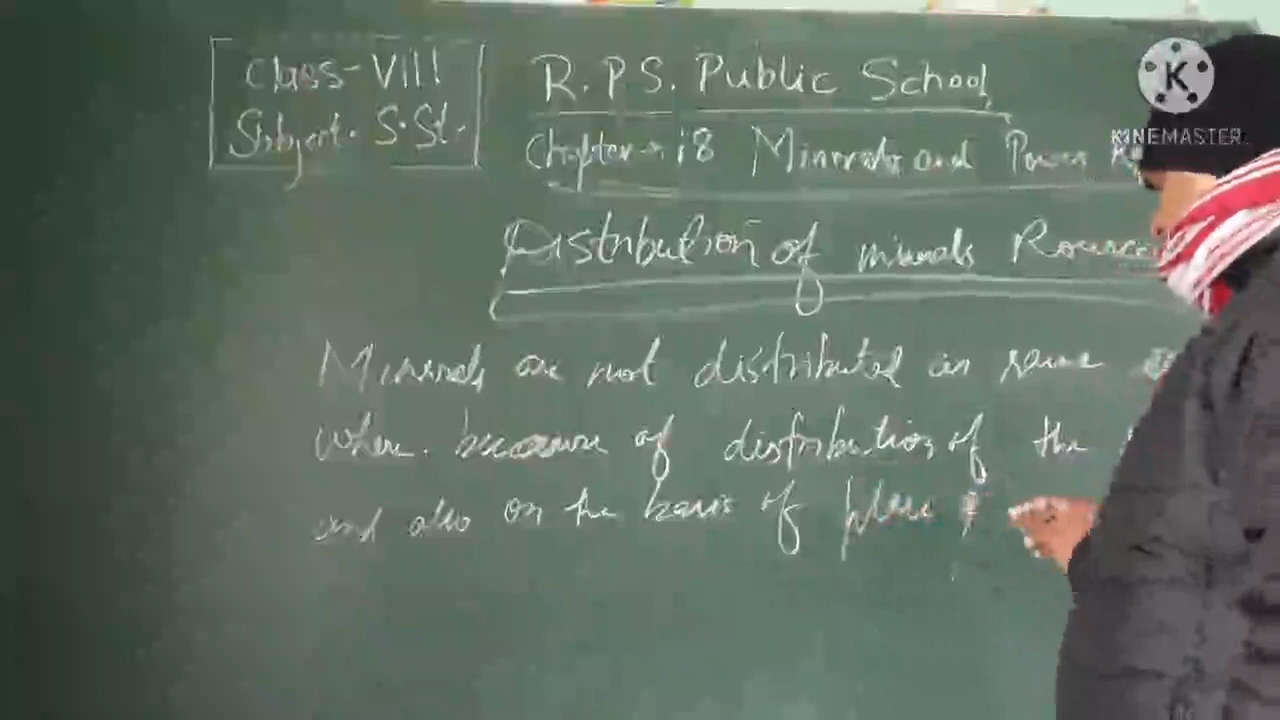 Class-VIII
Subject. S.St.
R.P.S. Public School
Chapter→18 Minerals and Power
Distribution of minerals
Minerals are not distributed in same
where because of distribution of the
and also on the basis of place
K
KINEMASTER